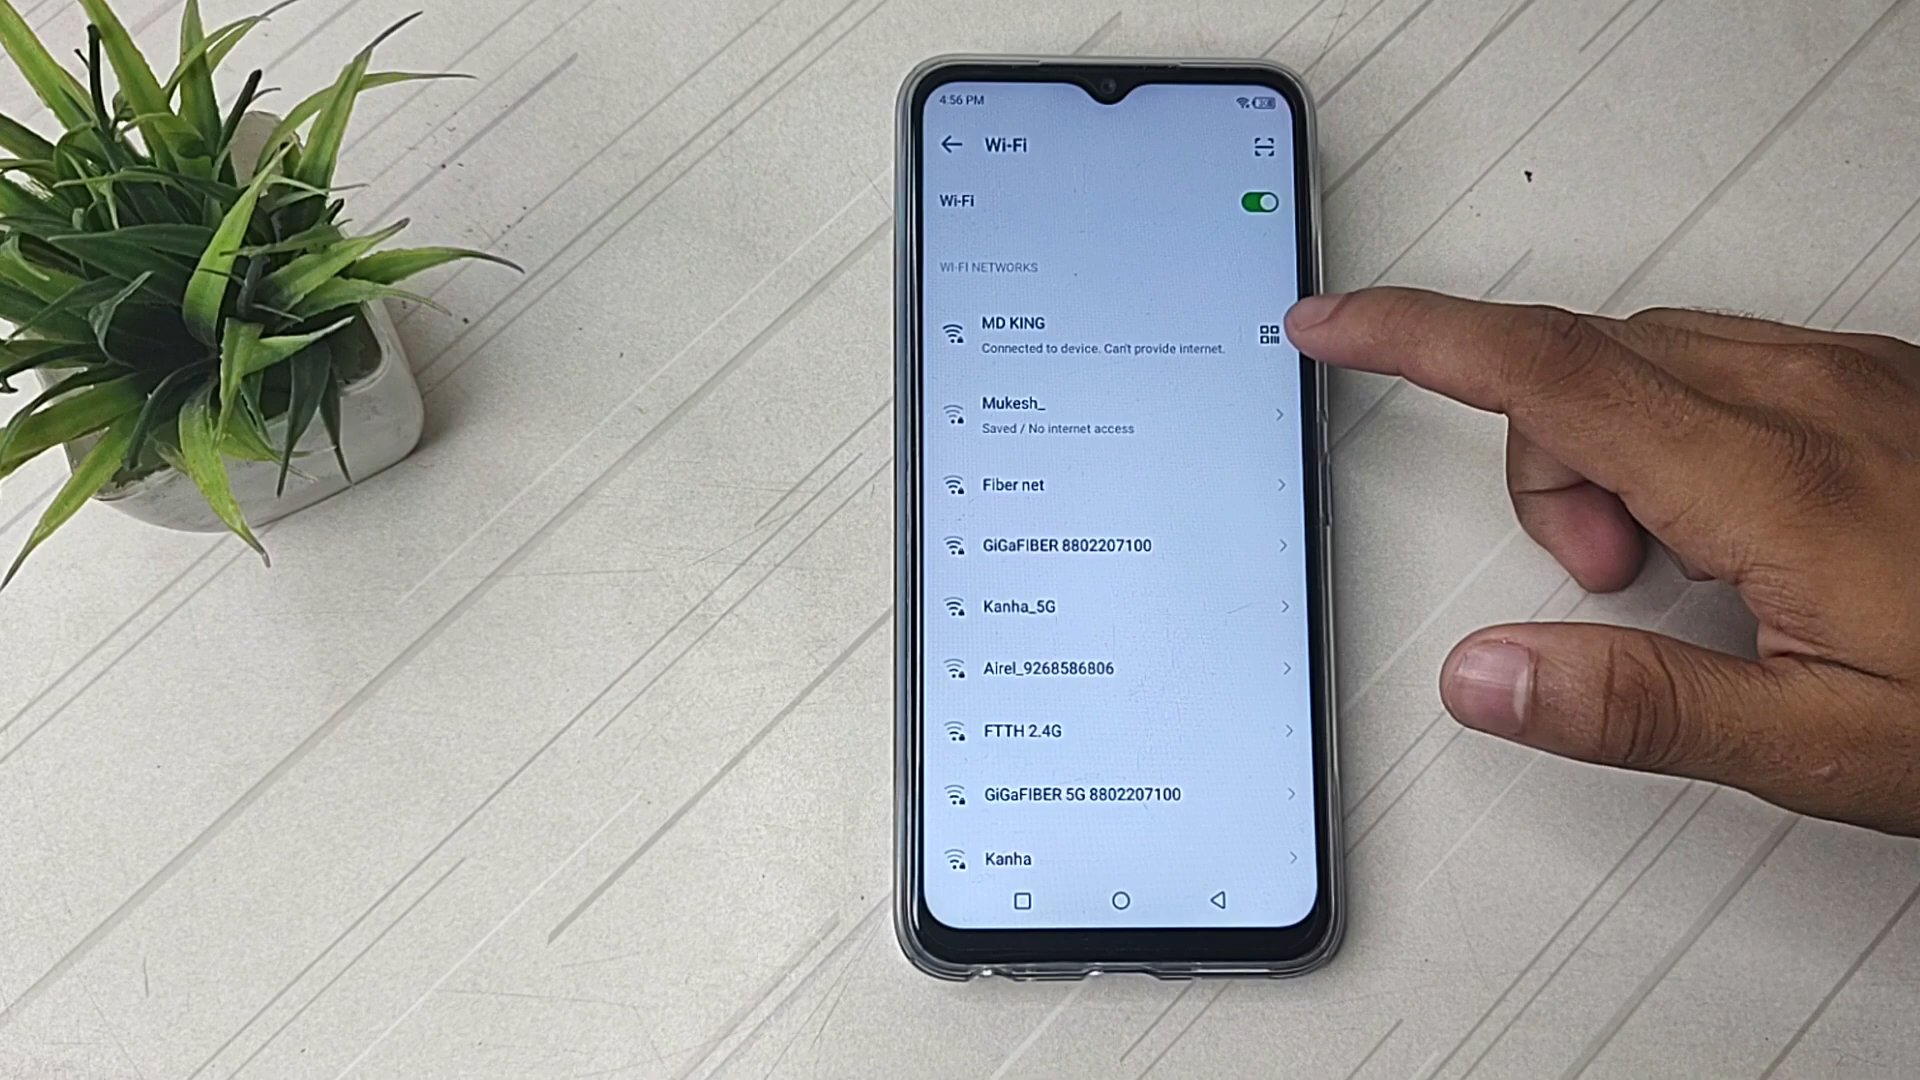 4:56 PM
Wi-Fi
Wi-Fi
WI-FI NETWORKS
MD KING
Connected to device. Can't provide internet.
Mukesh_
Saved / No internet access
Fiber net
GiGaFIBER 8802207100
Kanha_5G
Airel_9268586806
FTTH 2.4G
GiGaFIBER 5G 8802207100
Kanha